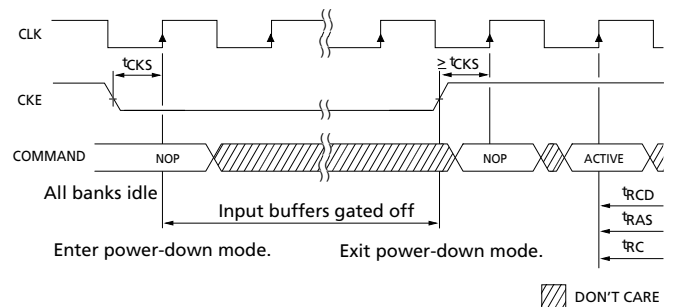 CLK
tCKS
≥ tCKS
CKE
COMMAND
NOP
NOP
ACTIVE
All banks idle
tRCD
Input buffers gated off
tRAS
Enter power-down mode.
Exit power-down mode.
tRC
DON'T CARE